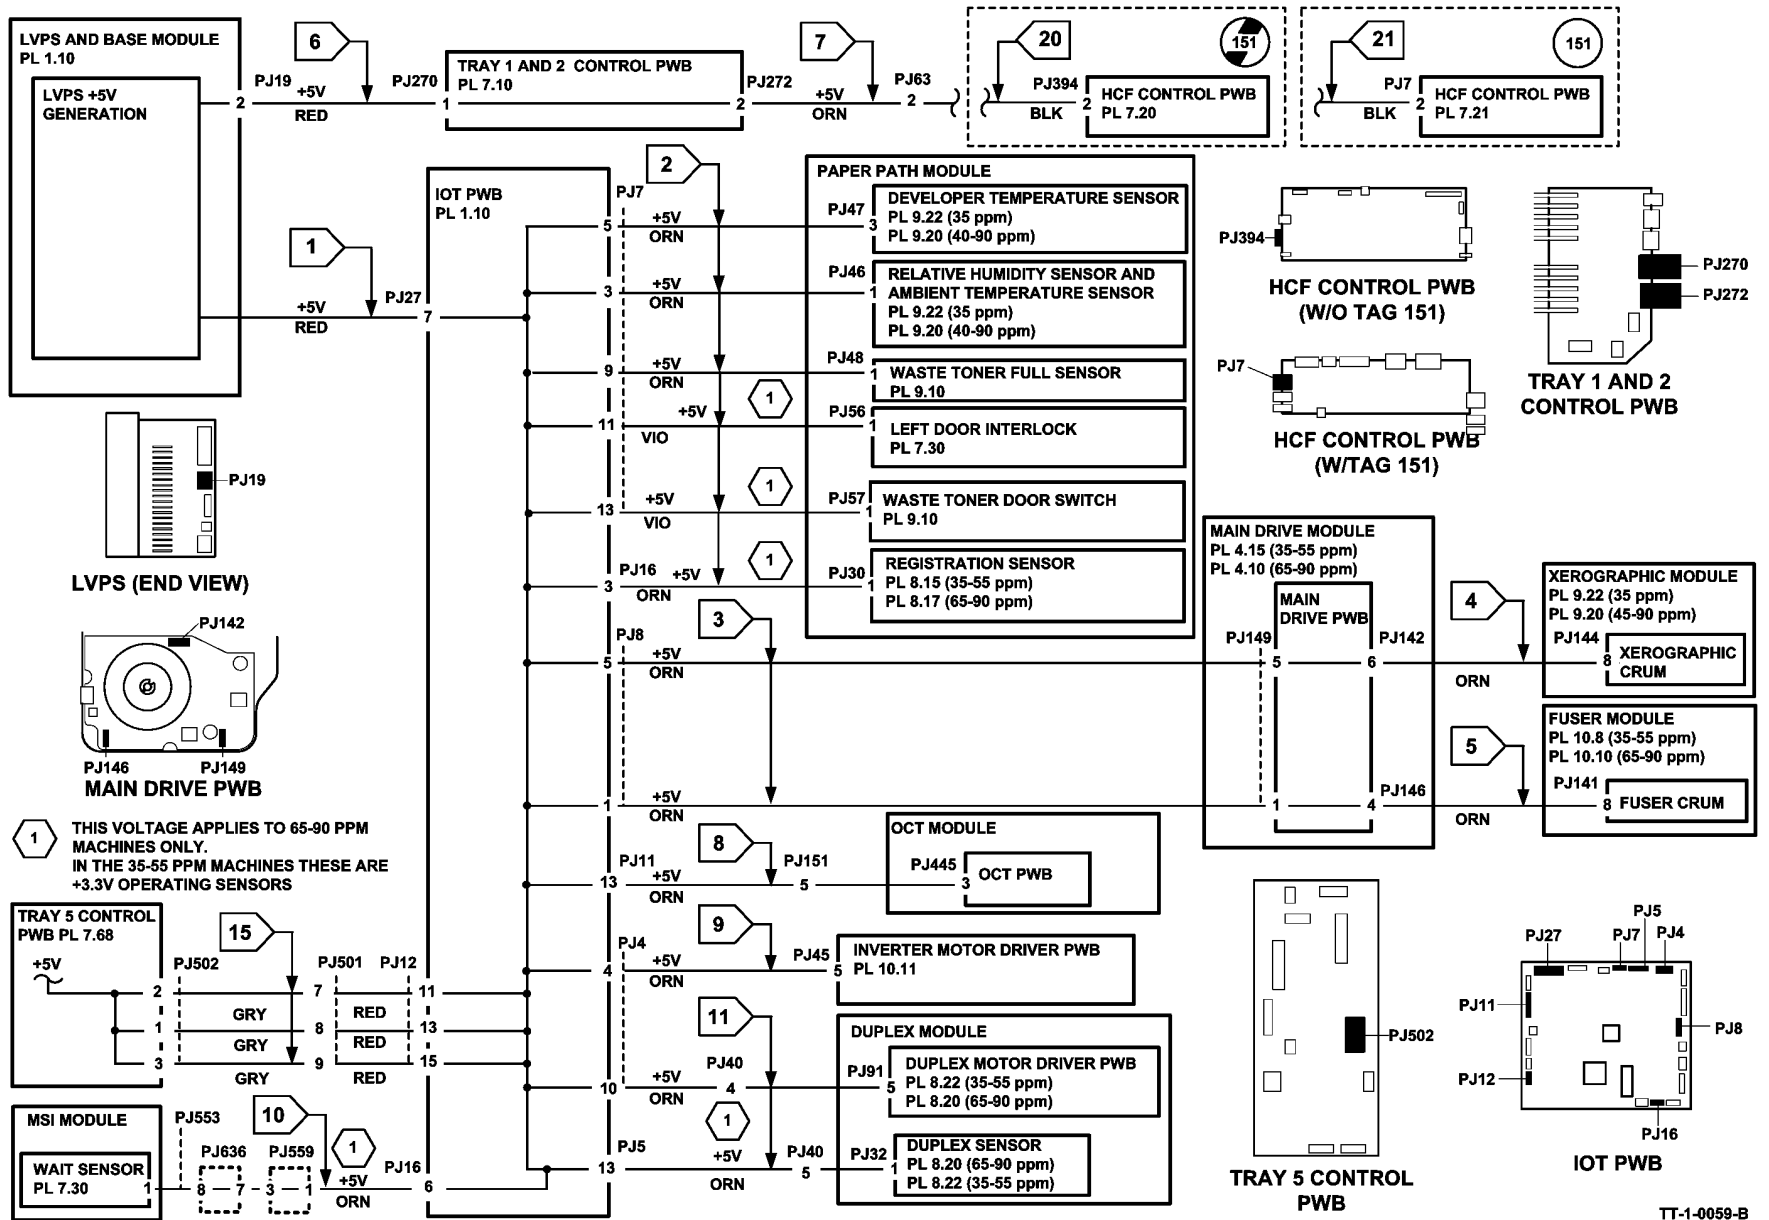 LVPS AND BASE MODULE
PL 1.10
LVPS +5V
GENERATION
2
PJ19
+5V
RED
6
PJ270
1
TRAY 1 AND 2 CONTROL PWB
PL 7.10
2
PJ272
+5V
ORN
7
PJ63
2
20
151
PJ394
BLK
2
HCF CONTROL PWB
PL 7.20
21
151
PJ7
BLK
2
HCF CONTROL PWB
PL 7.21
1
+5V
RED
PJ27
7
IOT PWB
PL 1.10
PJ7
2
PAPER PATH MODULE
5
+5V
ORN
PJ47
3
DEVELOPER TEMPERATURE SENSOR
PL 9.22 (35 ppm)
PL 9.20 (40-90 ppm)
3
+5V
ORN
PJ46
1
RELATIVE HUMIDITY SENSOR AND
AMBIENT TEMPERATURE SENSOR
PL 9.22 (35 ppm)
PL 9.20 (40-90 ppm)
9
+5V
ORN
PJ48
1
WASTE TONER FULL SENSOR
PL 9.10
11
+5V
VIO
1
PJ56
1
LEFT DOOR INTERLOCK
PL 7.30
13
+5V
VIO
1
PJ57
1
WASTE TONER DOOR SWITCH
PL 9.10
3
PJ16
+5V
ORN
1
PJ30
1
REGISTRATION SENSOR
PL 8.15 (35-55 ppm)
PL 8.17 (65-90 ppm)
PJ394
HCF CONTROL PWB
(W/O TAG 151)
PJ7
HCF CONTROL PWB
(W/TAG 151)
PJ270
PJ272
TRAY 1 AND 2
CONTROL PWB
PJ19
LVPS (END VIEW)
PJ142
PJ146
PJ149
MAIN DRIVE PWB
1
THIS VOLTAGE APPLIES TO 65-90 PPM
MACHINES ONLY.
IN THE 35-55 PPM MACHINES THESE ARE
+3.3V OPERATING SENSORS
PJ8
3
5
+5V
ORN
1
+5V
ORN
MAIN DRIVE MODULE
PL 4.15 (35-55 ppm)
PL 4.10 (65-90 ppm)
MAIN
DRIVE PWB
PJ149
5
6
PJ142
1
4
PJ146
4
ORN
XEROGRAPHIC MODULE
PL 9.22 (35 ppm)
PL 9.20 (45-90 ppm)
PJ144
8
XEROGRAPHIC
CRUM
5
ORN
FUSER MODULE
PL 10.8 (35-55 ppm)
PL 10.10 (65-90 ppm)
PJ141
8
FUSER CRUM
13
PJ11
+5V
ORN
8
PJ151
5
OCT MODULE
PJ445
3
OCT PWB
PJ4
4
+5V
ORN
9
PJ45
5
INVERTER MOTOR DRIVER PWB
PL 10.11
11
DUPLEX MODULE
10
+5V
ORN
PJ40
4
PJ91
5
DUPLEX MOTOR DRIVER PWB
PL 8.22 (35-55 ppm)
PL 8.20 (65-90 ppm)
1
13
PJ5
+5V
ORN
PJ40
5
PJ32
1
DUPLEX SENSOR
PL 8.20 (65-90 ppm)
PL 8.22 (35-55 ppm)
TRAY 5 CONTROL
PWB PL 7.68
+5V
15
PJ502
PJ501
PJ12
2
7
11
GRY
RED
1
8
13
GRY
RED
3
9
15
GRY
RED
MSI MODULE
WAIT SENSOR
PL 7.30
1
PJ553
PJ636
8
7
PJ559
3
1
10
1
+5V
ORN
PJ16
6
PJ502
TRAY 5 CONTROL
PWB
PJ5
PJ27
PJ7
PJ4
PJ11
PJ8
PJ12
PJ16
IOT PWB
TT-1-0059-B